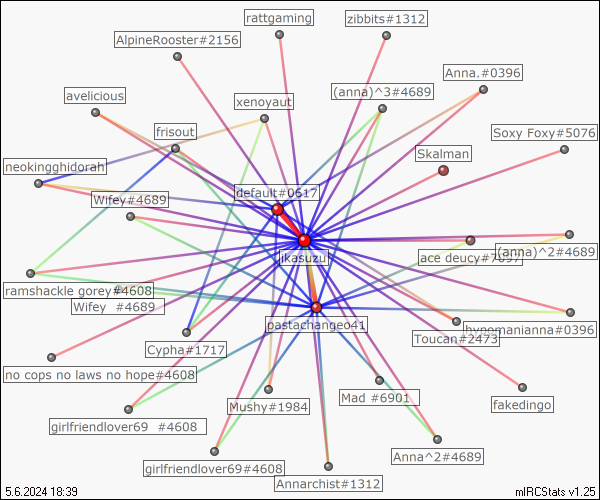 rattgaming
zibbits#1312
AlpineRooster#2156
Anna.#0396
(anna)^3#4689
avelicious
xenoyaut
frisout
Soxy Foxy#5076
Skalman
neokingghidorah
default#0617
Wifey#4689
ikasuzu
ace deucy#7057
(anna)^2#4689
ramshackle gorey#4608
Wifey #4689
pastachangeo41
hypomanianna#0396
Toucan#2473
Cypha#1717
no cops no laws no hope#4608
Mushy#1984
Mad #6901
fakedingo
girlfriendlover69 #4608
Anna^2#4689
girlfriendlover69#4608
Annarchist#1312
5.6.2024 18:39
mIRCStats v1.25